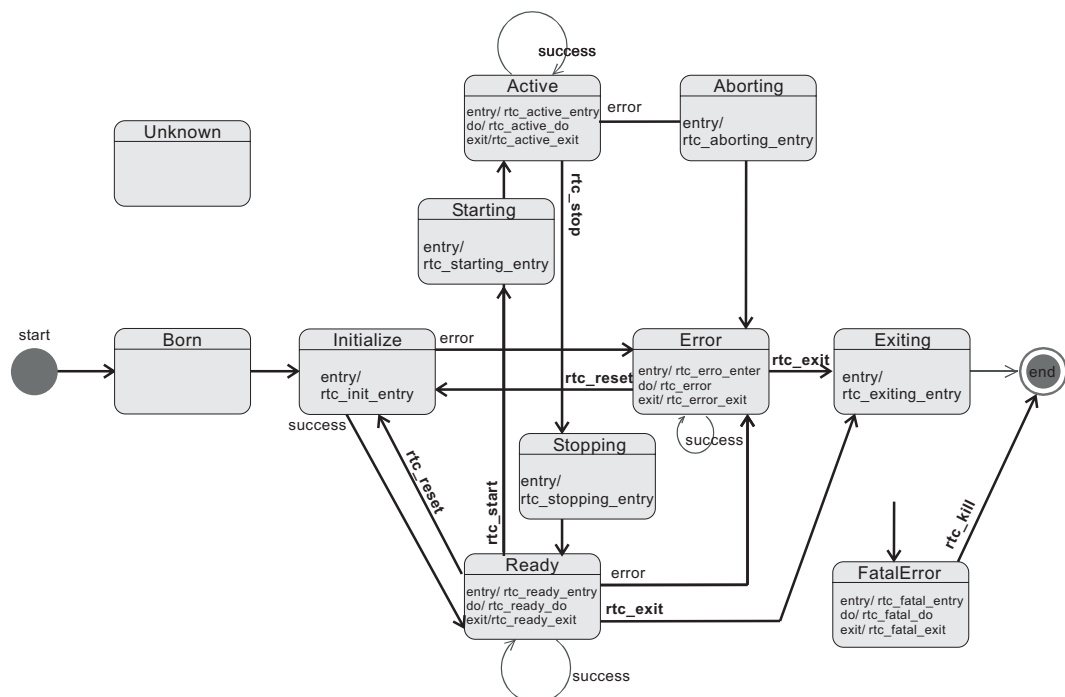 success
Active
entry/ rtc_active_entry
do/ rtc_active_do
exit/rtc_active_exit
error
Aborting
entry/
rtc_aborting_entry
Unknown
rtc_stop
Starting
entry/
rtc_starting_entry
start
Born
Initialize
entry/
rtc_init_entry
success
error
rtc_reset
Error
entry/ rtc_erro_enter
do/ rtc_error
exit/ rtc_error_exit
success
rtc_exit
Exiting
entry/
rtc_exiting_entry
end
rtc_reset
rtc_start
Stopping
entry/
rtc_stopping_entry
Ready
entry/ rtc_ready_entry
do/ rtc_ready_do
exit/rtc_ready_exit
error
rtc_exit
success
rtc_kill
FatalError
entry/ rtc_fatal_entry
do/ rtc_fatal_do
exit/ rtc_fatal_exit